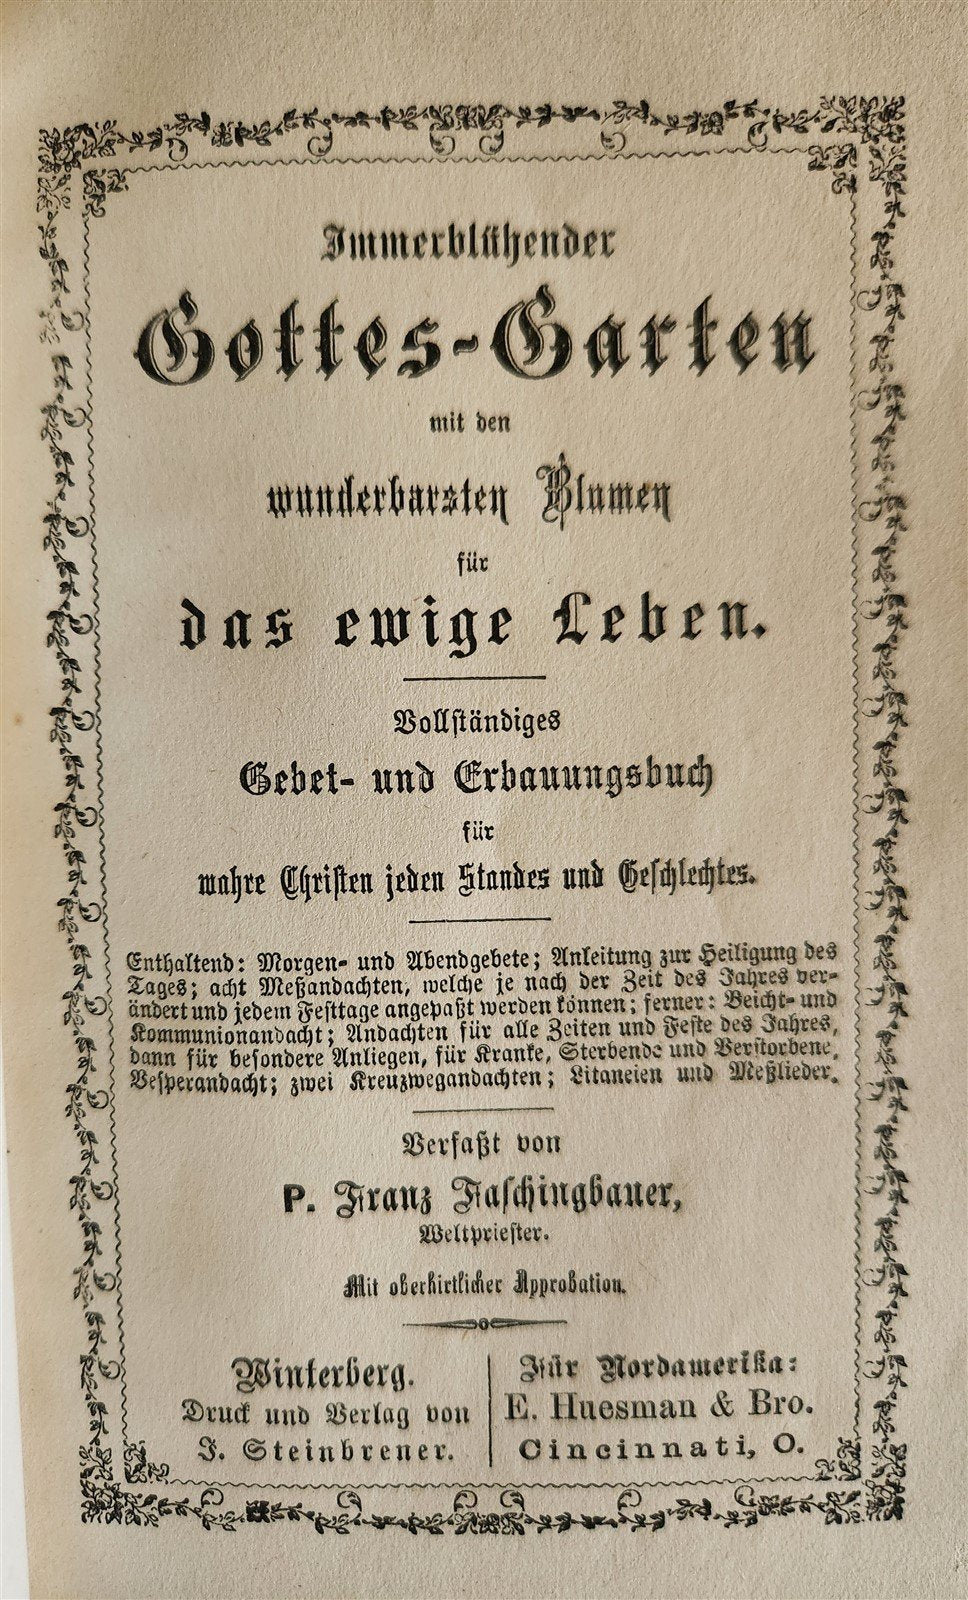 Immerblühender
Gottes-Garten
mit den
wunderbarsten Blumen
für
das ewige Leben.
Vollständiges
Gebet- und Erbauungsbuch
für
wahre Christen jeden Standes und Geschlechtes.
Enthaltend: Morgen- und Abendgebete; Anleitung zur Heiligung des
Tages; acht Meßandachten, welche je nach der Zeit des Jahres ver-
ändert und jedem Festtage angepaßt werden können; ferner: Beicht- und
Kommunionandacht; Andachten für alle Zeiten und Feste des Jahres,
dann für besondere Anliegen, für Kranke, Sterbende und Verstorbene,
Vesperandacht; zwei Kreuzwegandachten; Litaneien und Meßlieder.
Verfaßt von
P. Franz Faschingbauer,
Weltpriester.
Mit oberhirtlicher Approbation.
Winterberg.
Druck und Verlag von
J. Steinbrener.
Für Nordamerika:
E. Huesman & Bro.
Cincinnati, O.